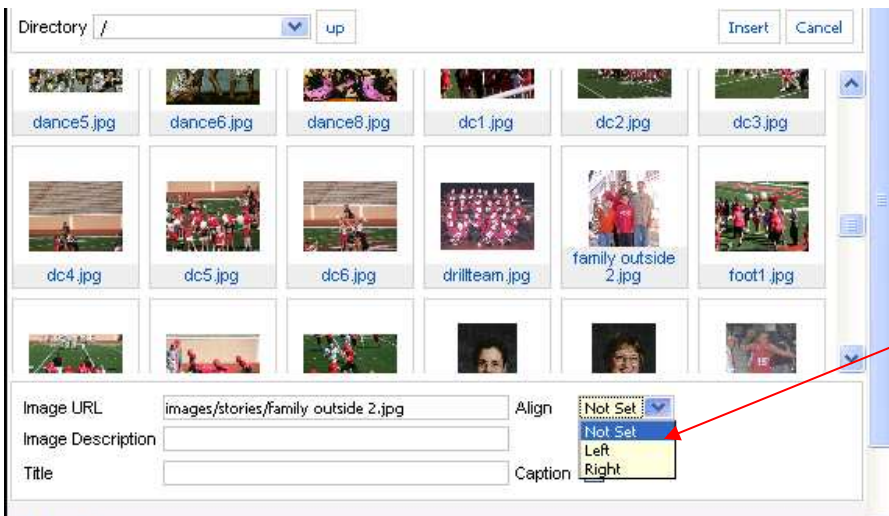 Directory / up Insert Cancel
dance5.jpg dance6.jpg dance8.jpg dc1.jpg dc2.jpg dc3.jpg
dc4.jpg dc5.jpg dc6.jpg drillteam.jpg family outside 2.jpg foot1.jpg
Image URL images/stories/family outside 2.jpg Align Not Set
Not Set
Image Description
Left
Title Caption Right